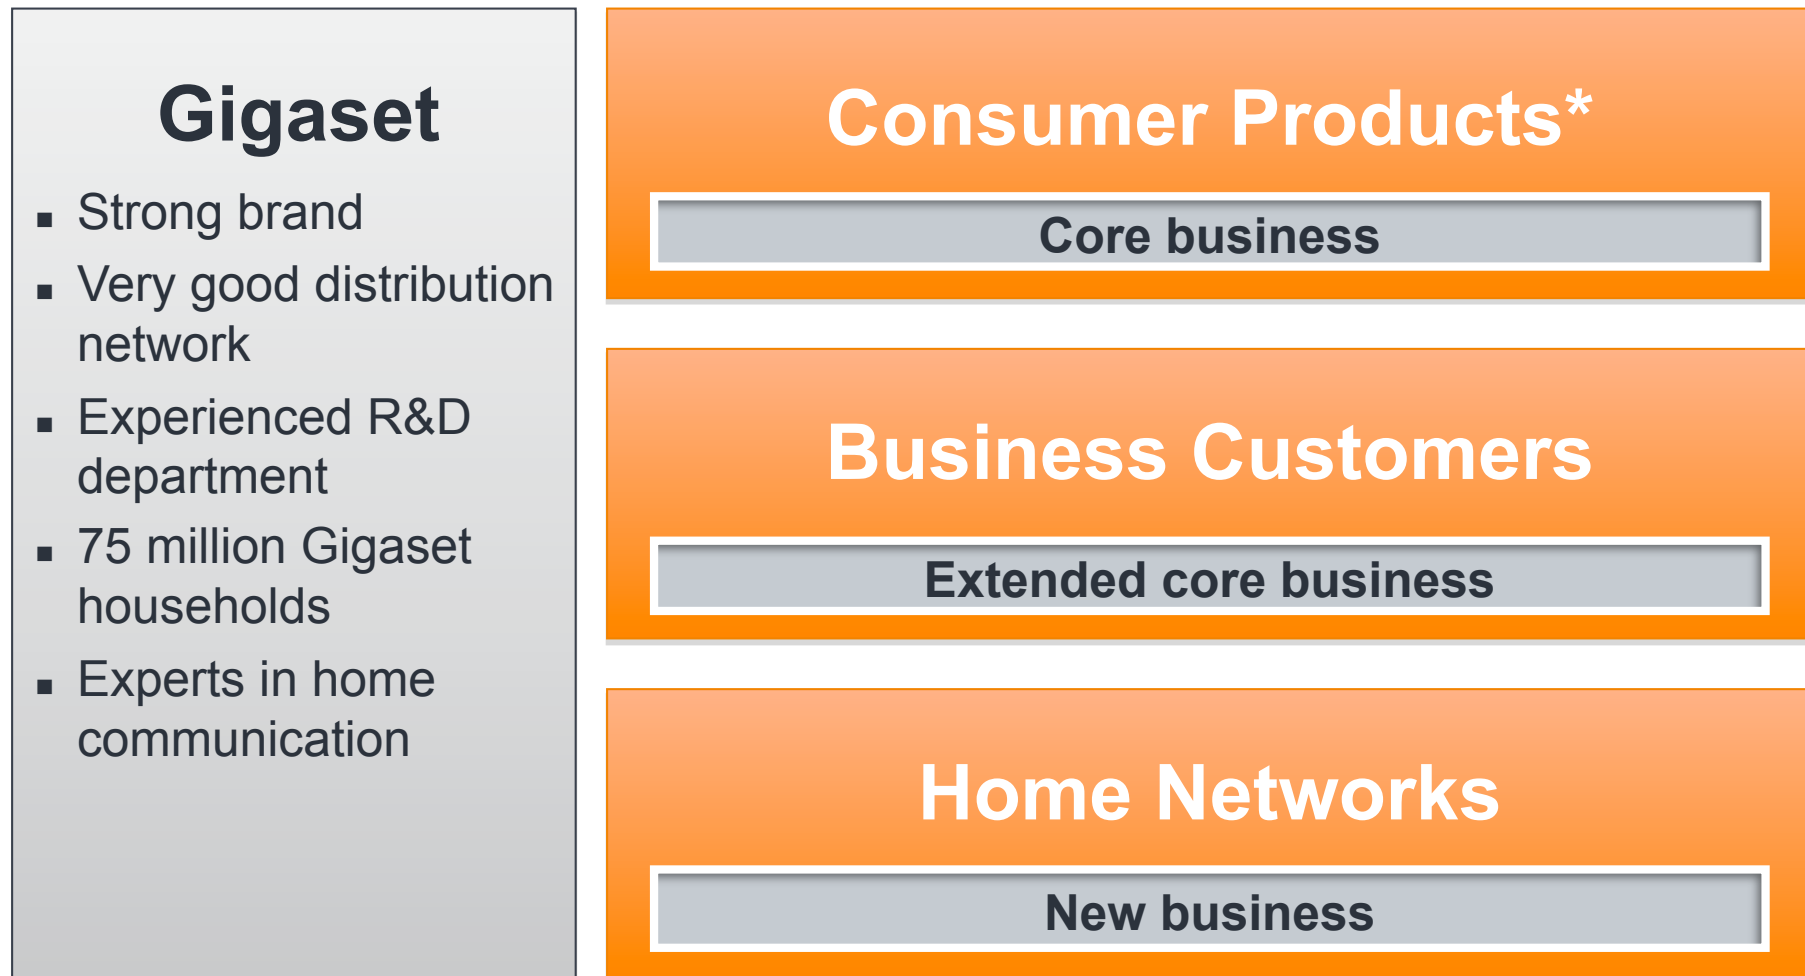 Gigaset
▪ Strong brand
▪ Very good distribution
network
▪ Experienced R&D
department
▪ 75 million Gigaset
households
▪ Experts in home
communication
Consumer Products*
Core business
Business Customers
Extended core business
Home Networks
New business